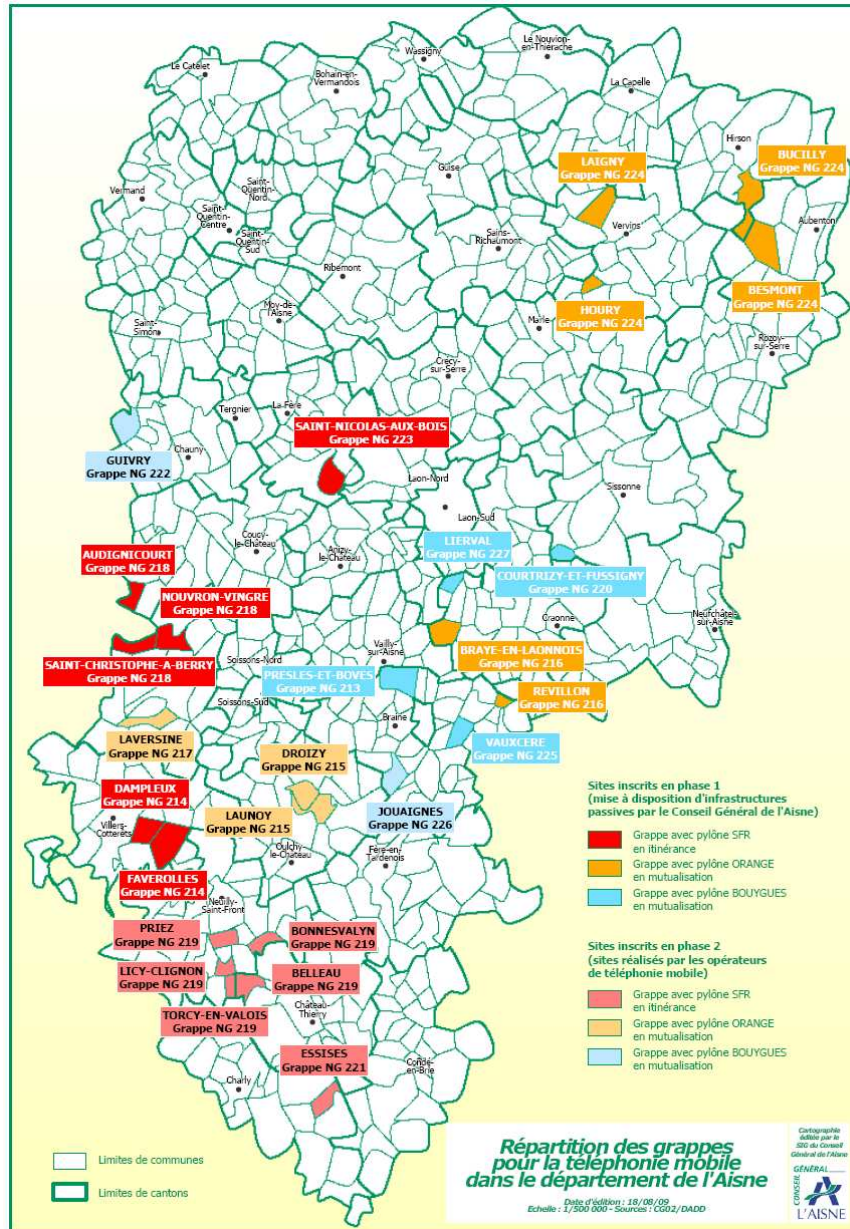 Le Catelet
Bohain-en-
Vermandois
Wassigny
Le Nouvion-
en-Thiérache
La Capelle
Hirson
BUCILLY
Grappe NG 224
LAIGNY
Grappe NG 224
Guise
Vermand
Saint-
Quentin-
Nord
Saint-
Quentin-
Centre
Saint-
Quentin-
Sud
Aubenton
Vervins
Sains-
Richaumont
Ribemont
BESMONT
Grappe NG 224
HOURY
Grappe NG 224
Moy-de-
l'Aisne
Saint-
Simon
Marle
Rozoy-
sur-Serre
Crécy-
sur-Serre
Tergnier
La Fère
SAINT-NICOLAS-AUX-BOIS
Grappe NG 223
Chauny
GUIVRY
Grappe NG 222
Laon-Nord
Sissonne
Laon-Sud
Coucy-
le-Château
Anizy-
le-Château
LIERVAL
Grappe NG 227
AUDIGNICOURT
Grappe NG 218
COURTRIZY-ET-FUSSIGNY
Grappe NG 220
NOUVRON-VINGRE
Grappe NG 218
Craonne
Neufchâtel-
sur-Aisne
SAINT-CHRISTOPHE-A-BERRY
Grappe NG 218
Soissons-Nord
Vailly-
sur-Aisne
BRAYE-EN-LAONNOIS
Grappe NG 216
PRESLES-ET-BOVES
Grappe NG 213
REVILLON
Grappe NG 216
Soissons-Sud
Braine
LAVERSINE
Grappe NG 217
DROIZY
Grappe NG 215
VAUXCERE
Grappe NG 225
DAMPLEUX
Grappe NG 214
LAUNOY
Grappe NG 215
JOUAIGNES
Grappe NG 226
Villers-
Cotterets
Oulchy-
le-Château
Fère-en-
Tardenois
FAVEROLLES
Grappe NG 214
Neuilly-
Saint-Front
PRIEZ
Grappe NG 219
BONNESVALYN
Grappe NG 219
LICY-CLIGNON
Grappe NG 219
BELLEAU
Grappe NG 219
TORCY-EN-VALOIS
Grappe NG 219
Château-
Thierry
ESSISES
Grappe NG 221
Condé-
en-Brie
Charly
Sites inscrits en phase 1
(mise à disposition d'infrastructures
passives par le Conseil Général de l'Aisne)
Grappe avec pylône SFR
en itinérance
Grappe avec pylône ORANGE
en mutualisation
Grappe avec pylône BOUYGUES
en mutualisation
Sites inscrits en phase 2
(sites réalisés par les opérateurs
de téléphonie mobile)
Grappe avec pylône SFR
en itinérance
Grappe avec pylône ORANGE
en mutualisation
Grappe avec pylône BOUYGUES
en mutualisation
Limites de communes
Limites de cantons
Répartition des grappes
pour la téléphonie mobile
dans le département de l'Aisne
Date d'édition : 18/08/09
Echelle : 1/500 000 - Sources : CG02/DADD
Cartographie
éditée par le
SIG du Conseil
Général de l'Aisne
CONSEIL
GÉNÉRAL
L'AISNE